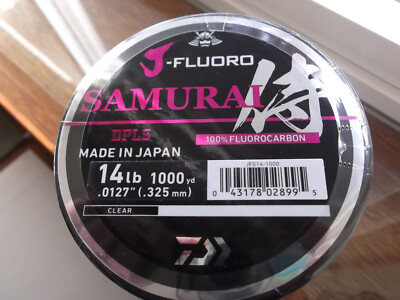 J-FLUORO
SAMURAI 侍
DPLS
100% FLUOROCARBON
MADE IN JAPAN
14lb 1000yd
.0127" (.325mm)
JFS14-1000
0 43178 02899 5
CLEAR